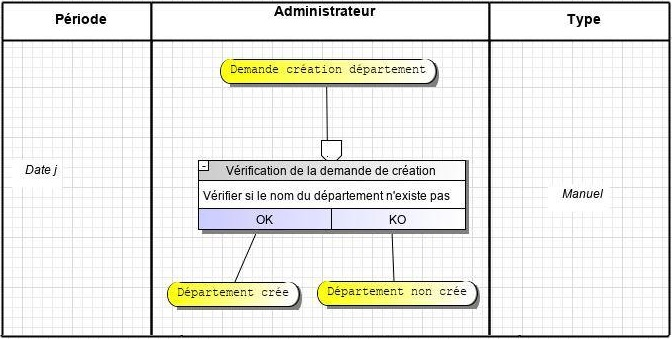 Période
Administrateur
Type
Demande création département
Date j
Vérification de la demande de création
Vérifier si le nom du département n'existe pas
OK
KO
Manuel
Département crée
Département non crée